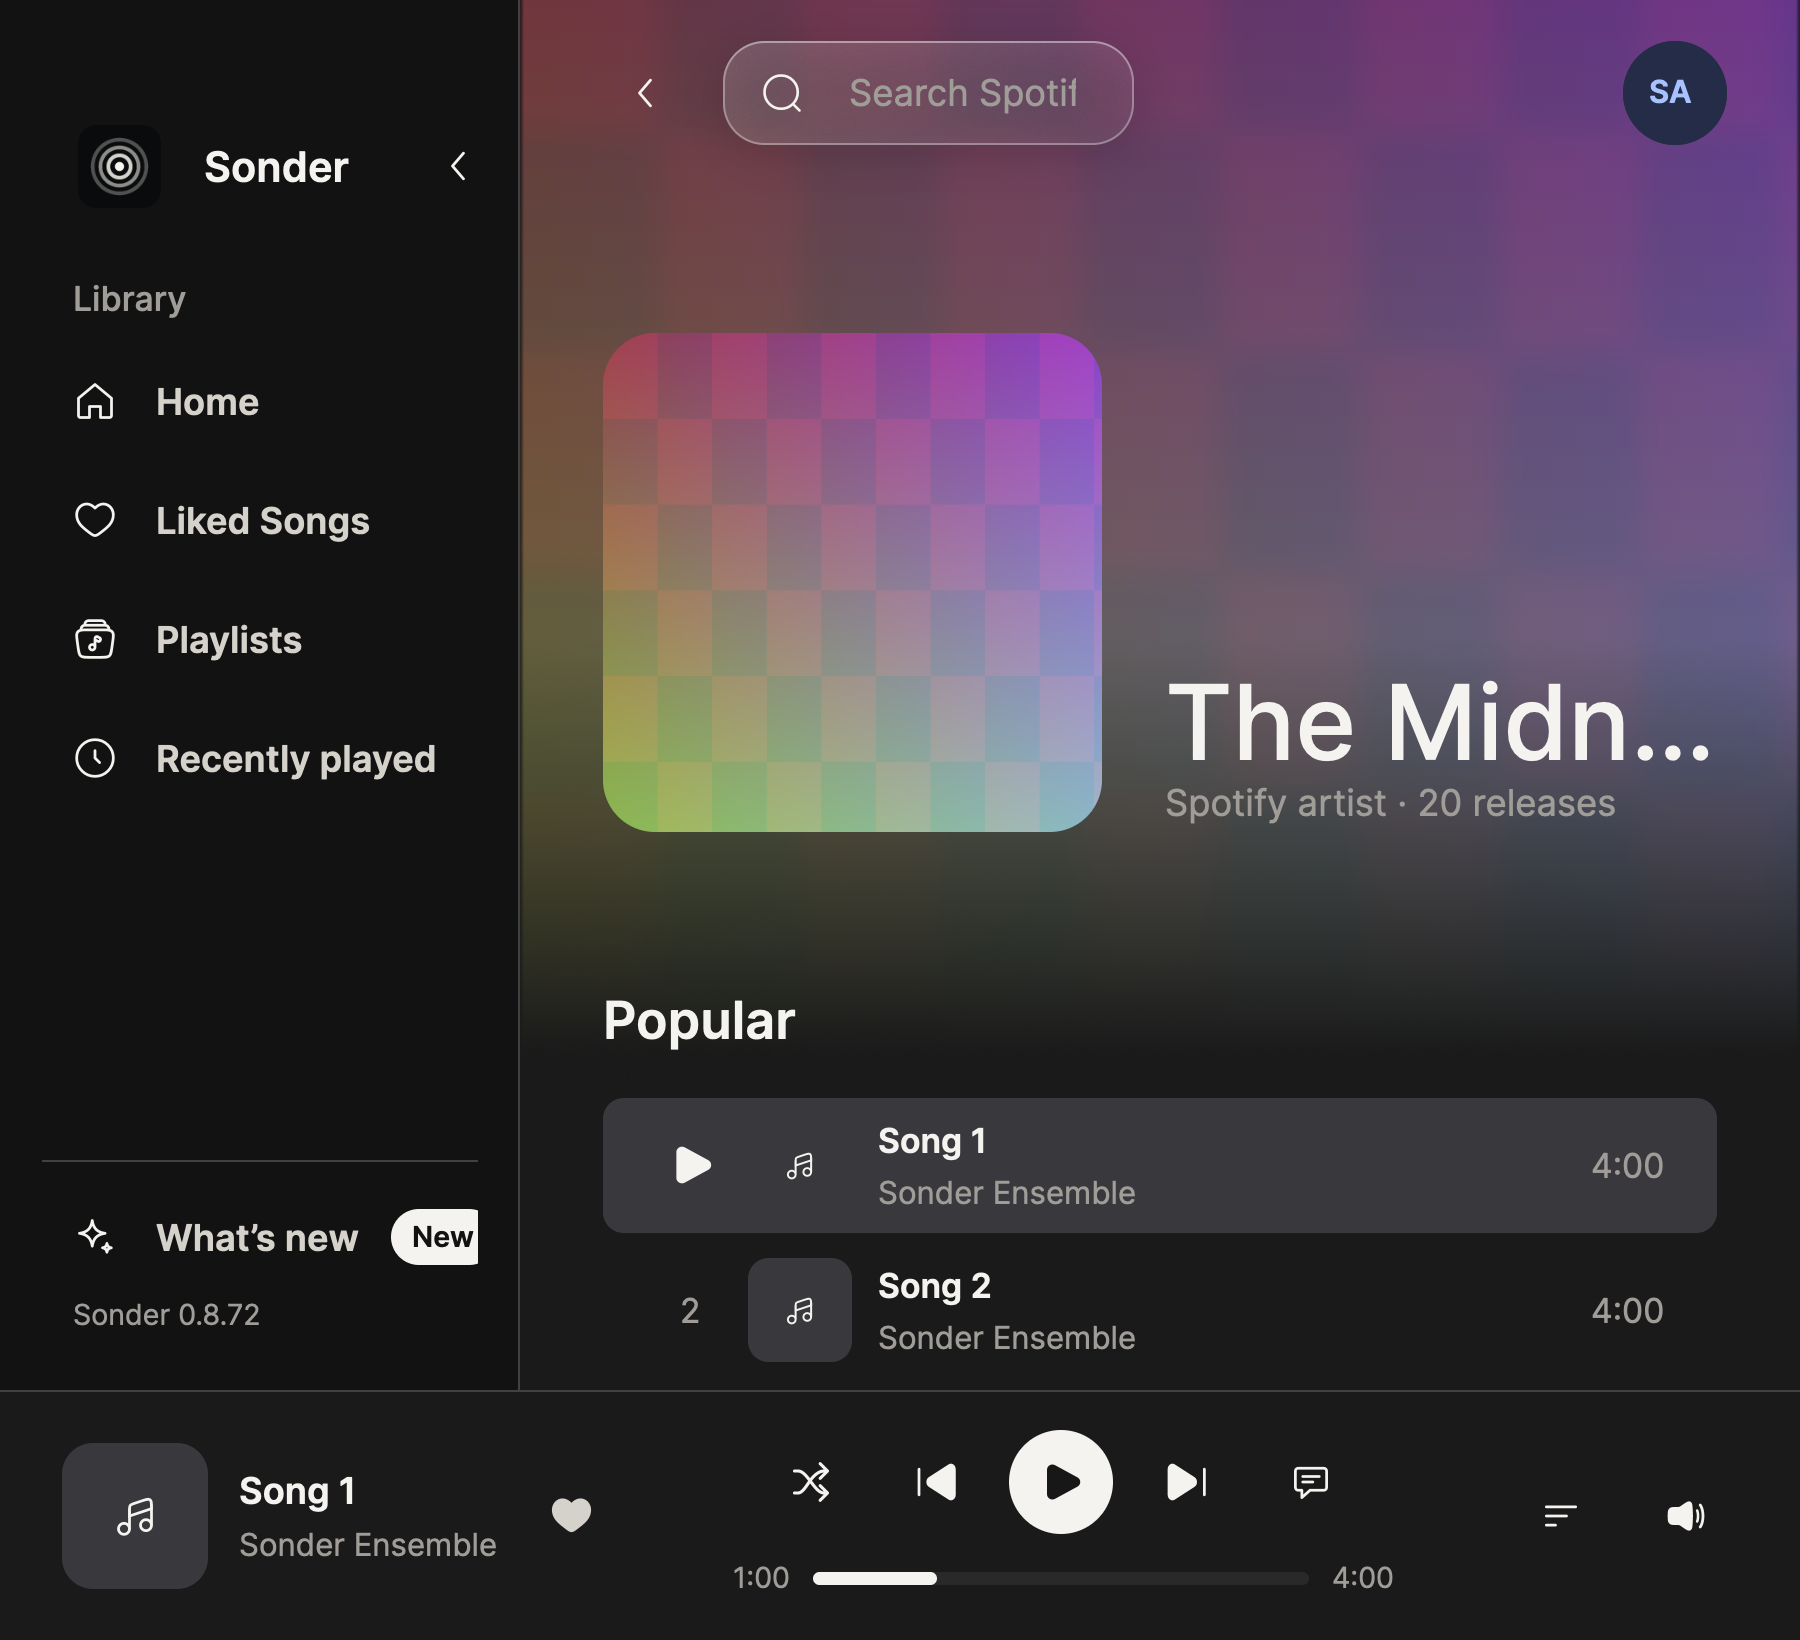 Sonder
Library
Home
Liked Songs
Playlists
Recently played
What’s new New
Sonder 0.8.72
Search Spotif
SA
The Midn...
Spotify artist · 20 releases
Popular
Song 1
Sonder Ensemble
4:00
2
Song 2
Sonder Ensemble
4:00
Song 1
Sonder Ensemble
1:00
4:00